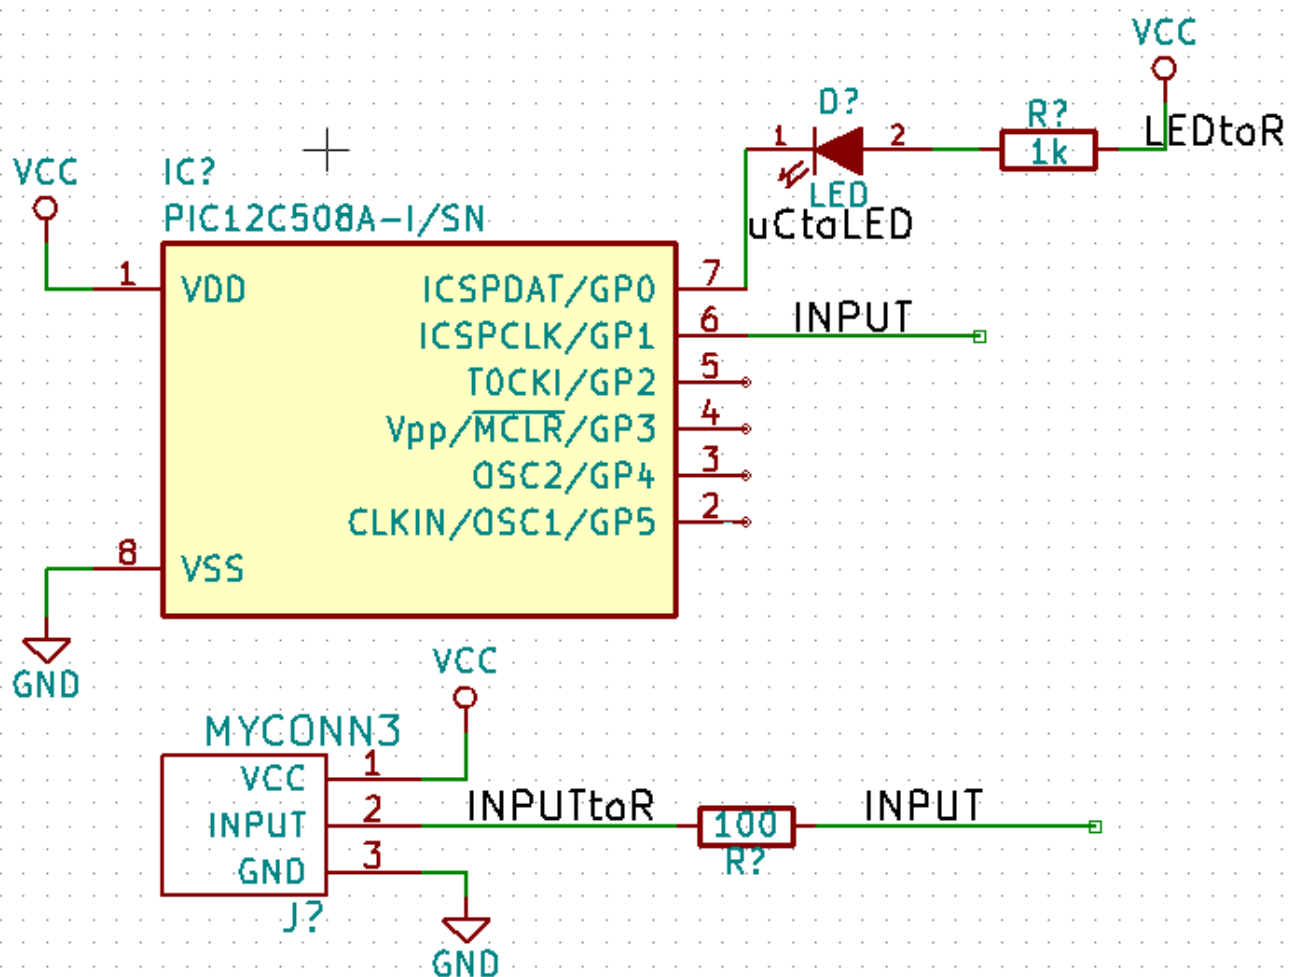 VCC
D?
R?
LEDtoR
1
2
1k
VCC
IC?
LED
PIC12C508A-I/SN
uCtoLED
1
VDD
ICSPDAT/GP0
7
ICSPCLK/GP1
6
INPUT
T0CKI/GP2
5
Vpp/MCLR/GP3
4
OSC2/GP4
3
CLKIN/OSC1/GP5
2
8
VSS
GND
VCC
MYCONN3
VCC
1
INPUT
2
INPUTtoR
100
INPUT
R?
GND
3
J?
GND